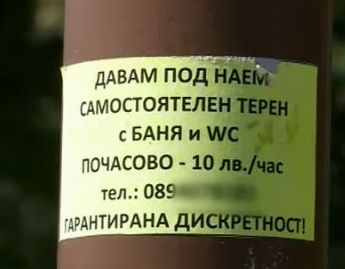 ДАВАМ ПОД НАЕМ
САМОСТОЯТЕЛЕН ТЕРЕН
с БАНЯ и WC
ПОЧАСОВО - 10 лв./час
тел.: 089
ГАРАНТИРАНА ДИСКРЕТНОСТ!